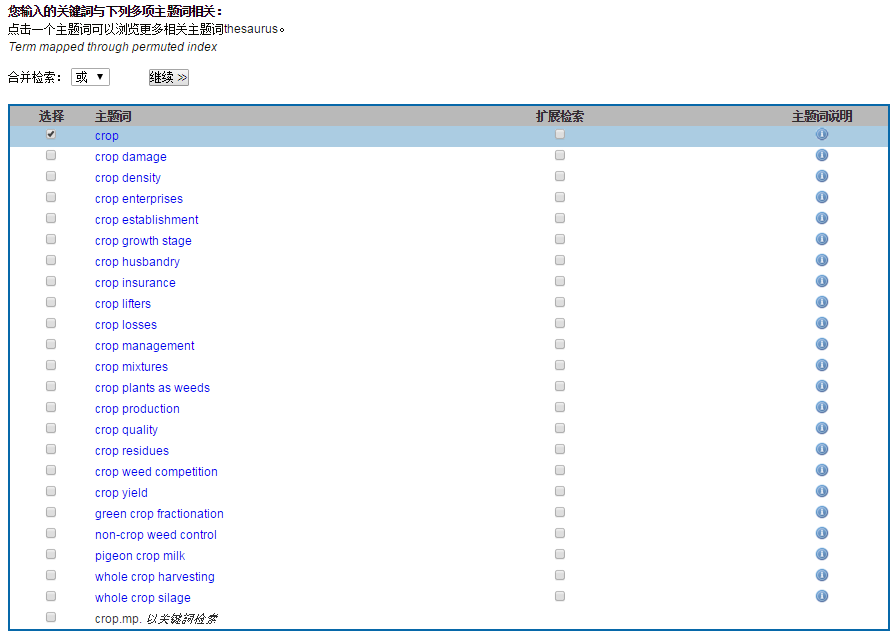 您输入的关键詞与下列多项主题词相关：
点击一个主题词可以浏览更多相关主题词thesaurus。
Term mapped through permuted index
合并检索： 或 ▼ 继续 >>
选择 主题词 扩展检索 主题词说明
crop
crop damage
crop density
crop enterprises
crop establishment
crop growth stage
crop husbandry
crop insurance
crop lifters
crop losses
crop management
crop mixtures
crop plants as weeds
crop production
crop quality
crop residues
crop weed competition
crop yield
green crop fractionation
non-crop weed control
pigeon crop milk
whole crop harvesting
whole crop silage
crop.mp. 以关键詞检索